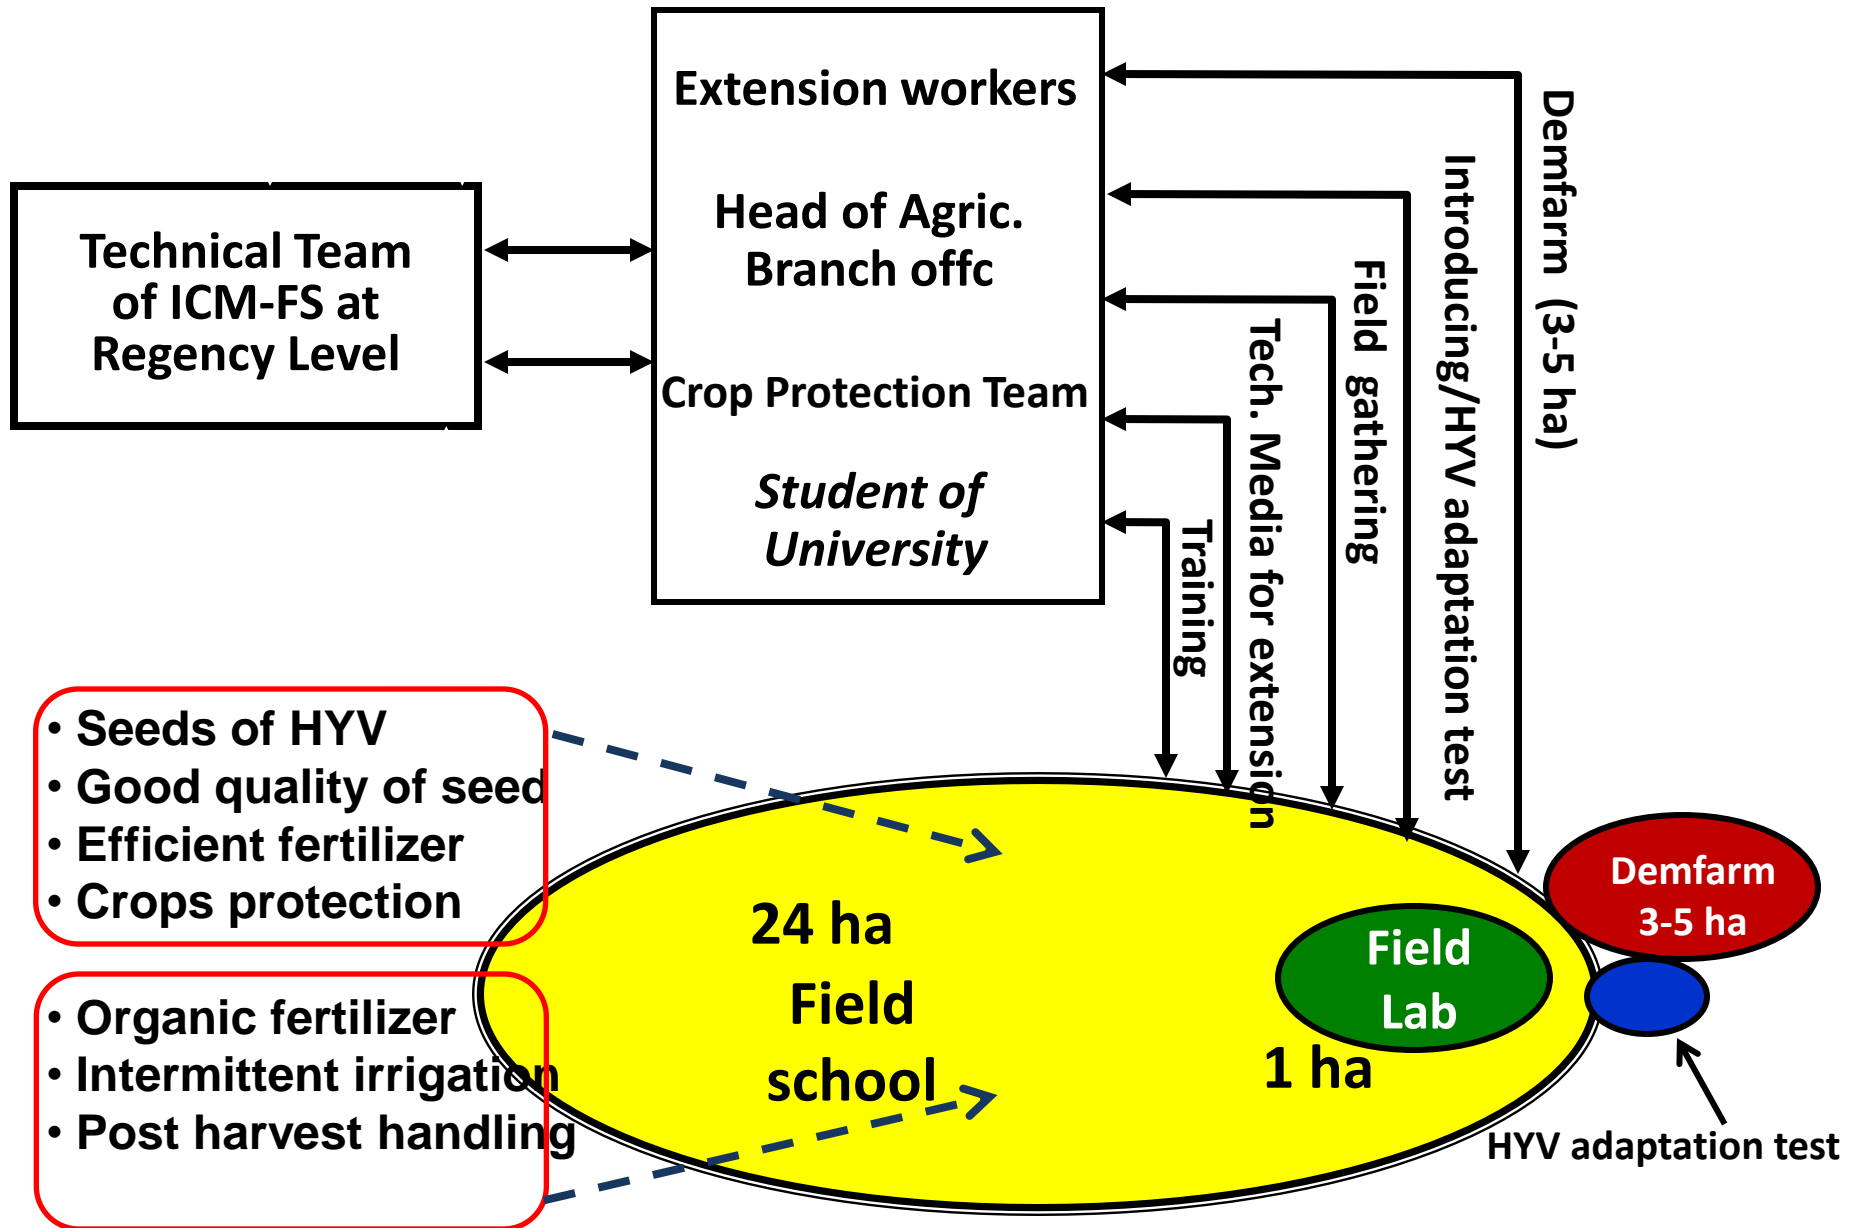 Extension workers
Head of Agric.
Branch offc
Crop Protection Team
Student of
University
Technical Team
of ICM-FS at
Regency Level
Demfarm (3-5 ha)
Introducing/HYV adaptation test
Field gathering
Tech. Media for extension
Training
• Seeds of HYV
• Good quality of seed
• Efficient fertilizer
• Crops protection
• Organic fertilizer
• Intermittent irrigation
• Post harvest handling
24 ha
Field
school
Field
Lab
1 ha
Demfarm
3-5 ha
HYV adaptation test